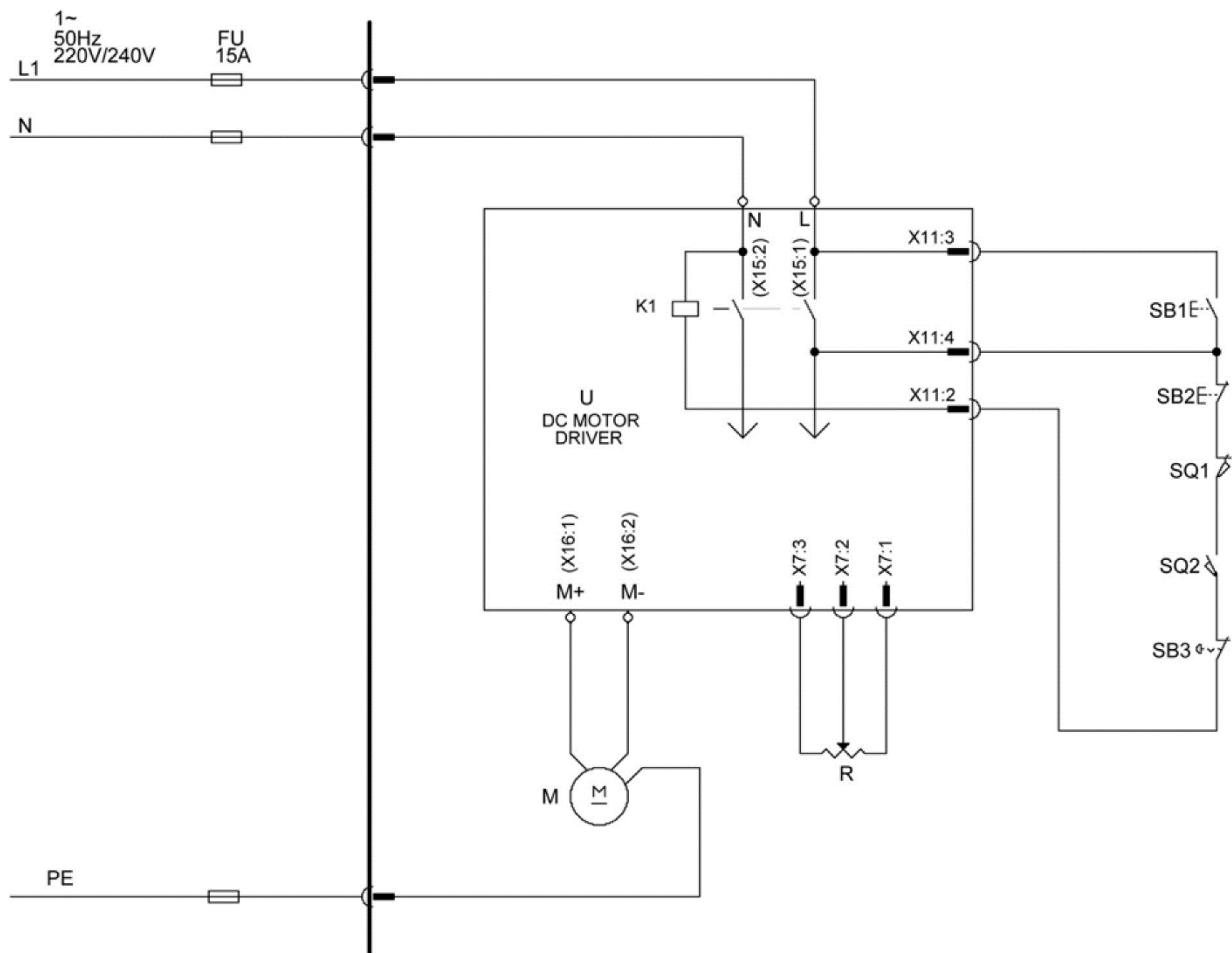 1~
50Hz
220V/240V
FU
15A
L1
N
N
L
(X15:2)
(X15:1)
X11:3
K1
SB1
X11:4
X11:2
SB2
U
DC MOTOR
DRIVER
SQ1
(X16:1)
(X16:2)
X7:3
X7:2
X7:1
SQ2
M+
M-
SB3
R
M
M
PE